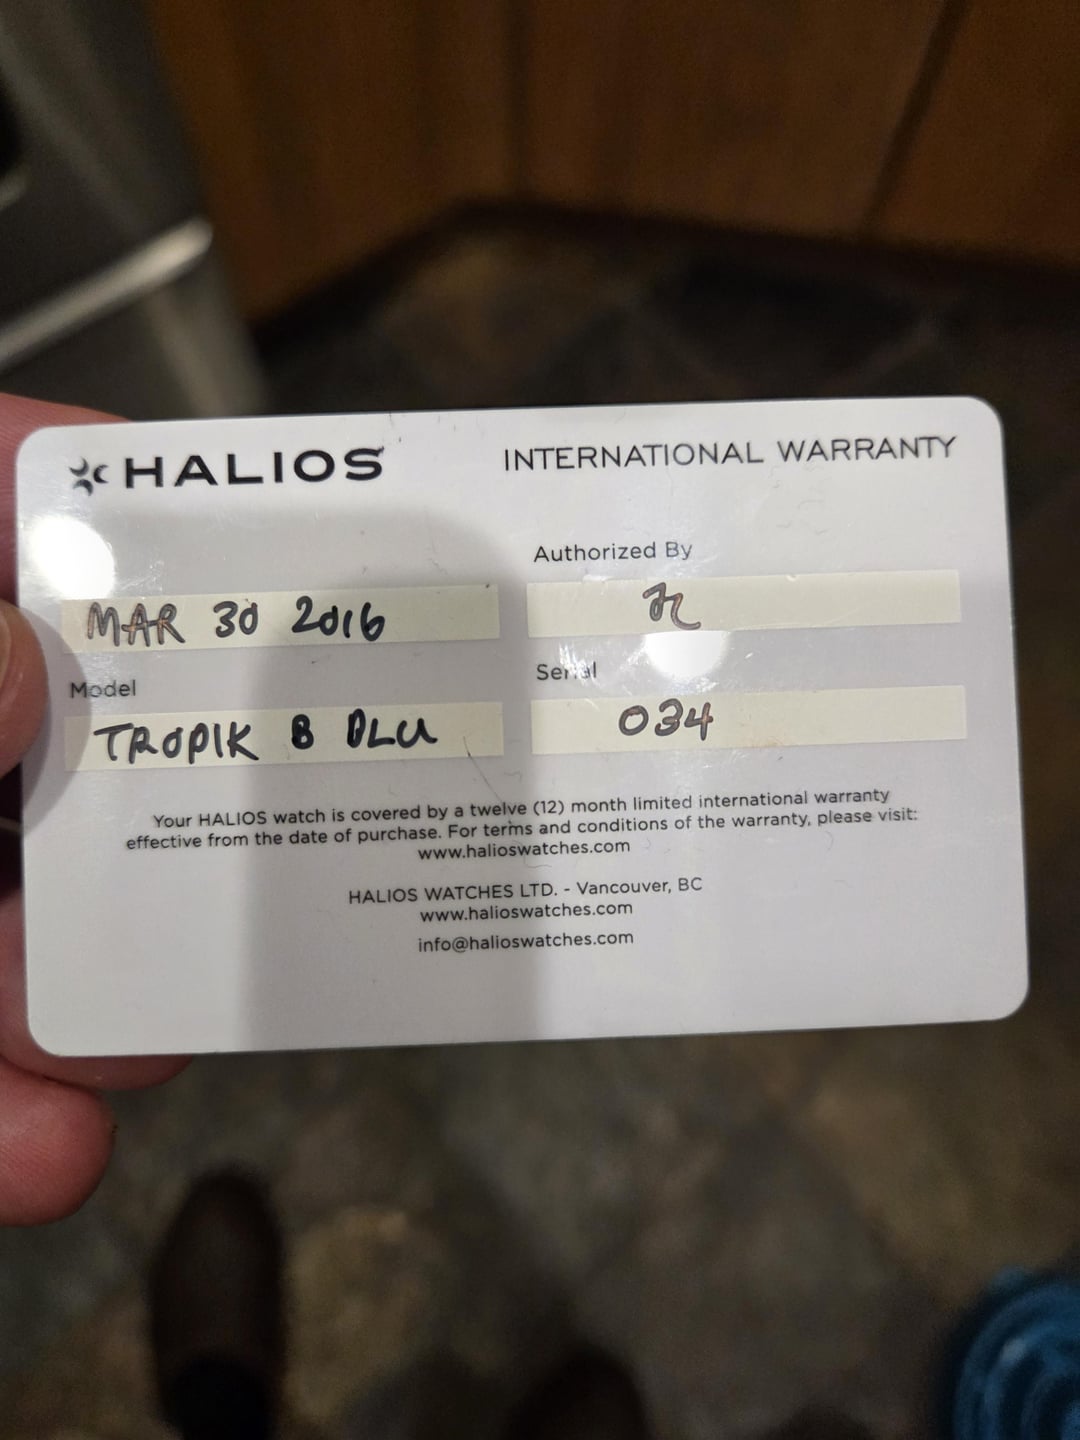 HALIOS
INTERNATIONAL WARRANTY
Authorized By
MAR 30 2016
Model
Serial
TROPIK B BLU
034
Your HALIOS watch is covered by a twelve (12) month limited international warranty
effective from the date of purchase. For terms and conditions of the warranty, please visit:
www.halioswatches.com
HALIOS WATCHES LTD. - Vancouver, BC
www.halioswatches.com
info@halioswatches.com